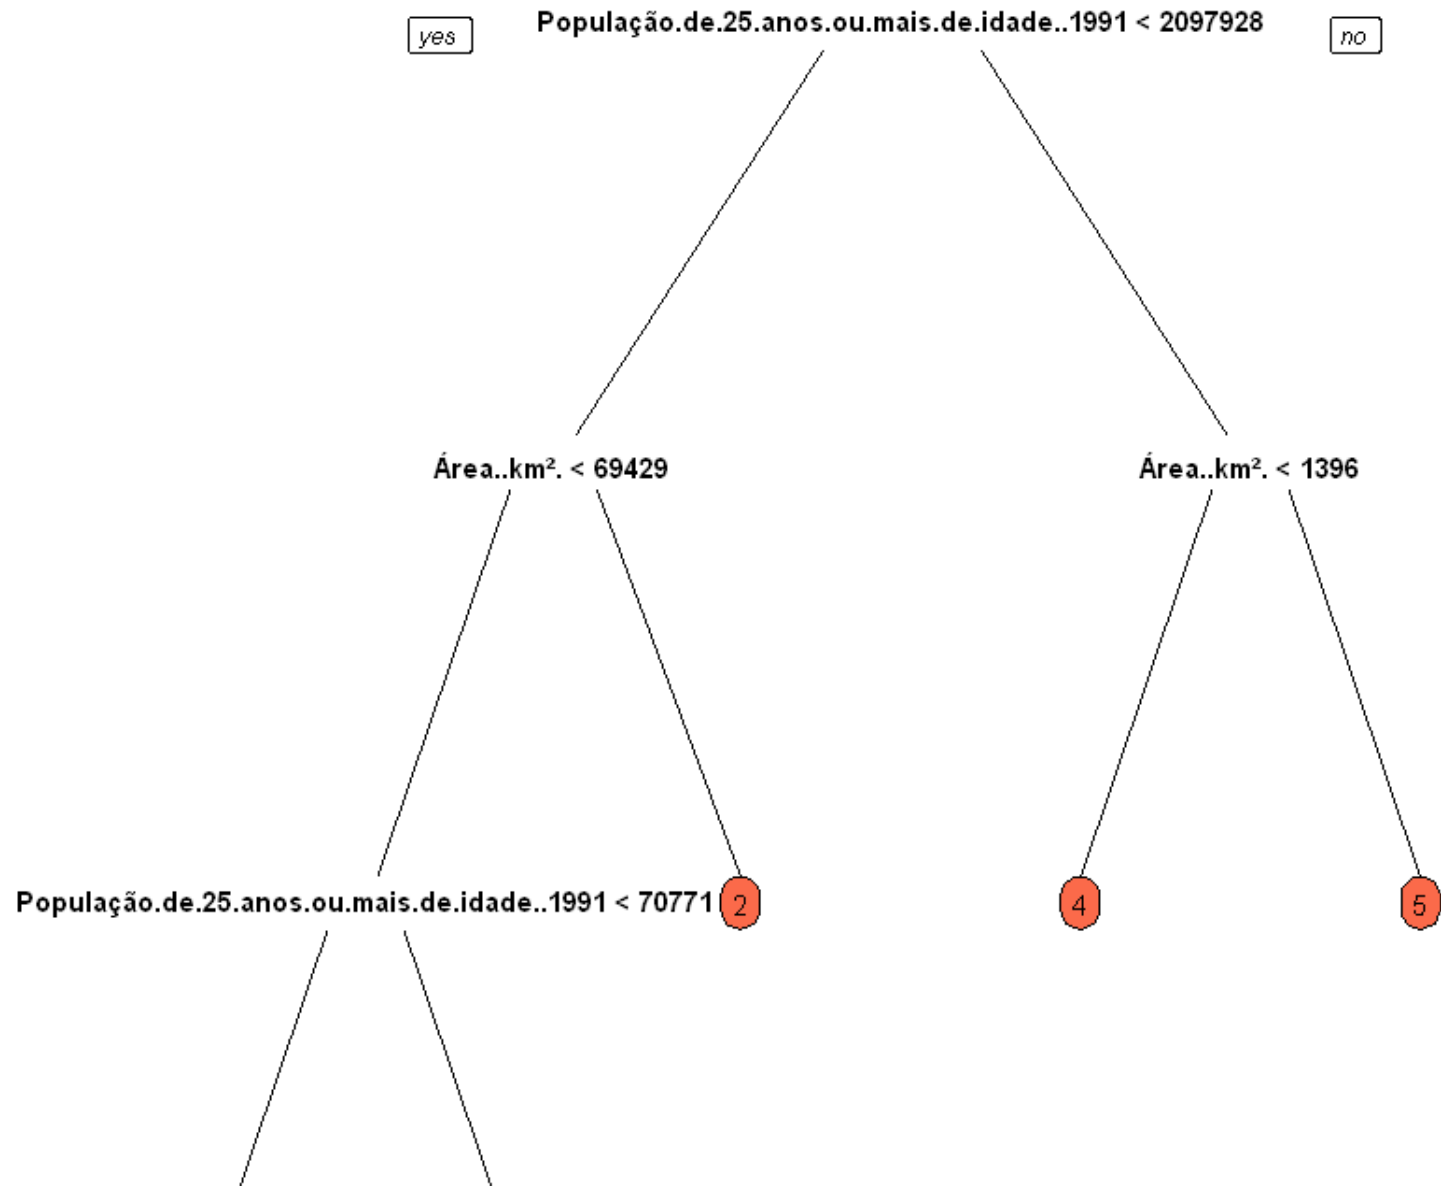 yes
População.de.25.anos.ou.mais.de.idade..1991 < 2097928
no
Área..km². < 69429
Área..km². < 1396
População.de.25.anos.ou.mais.de.idade..1991 < 70771
2
4
5